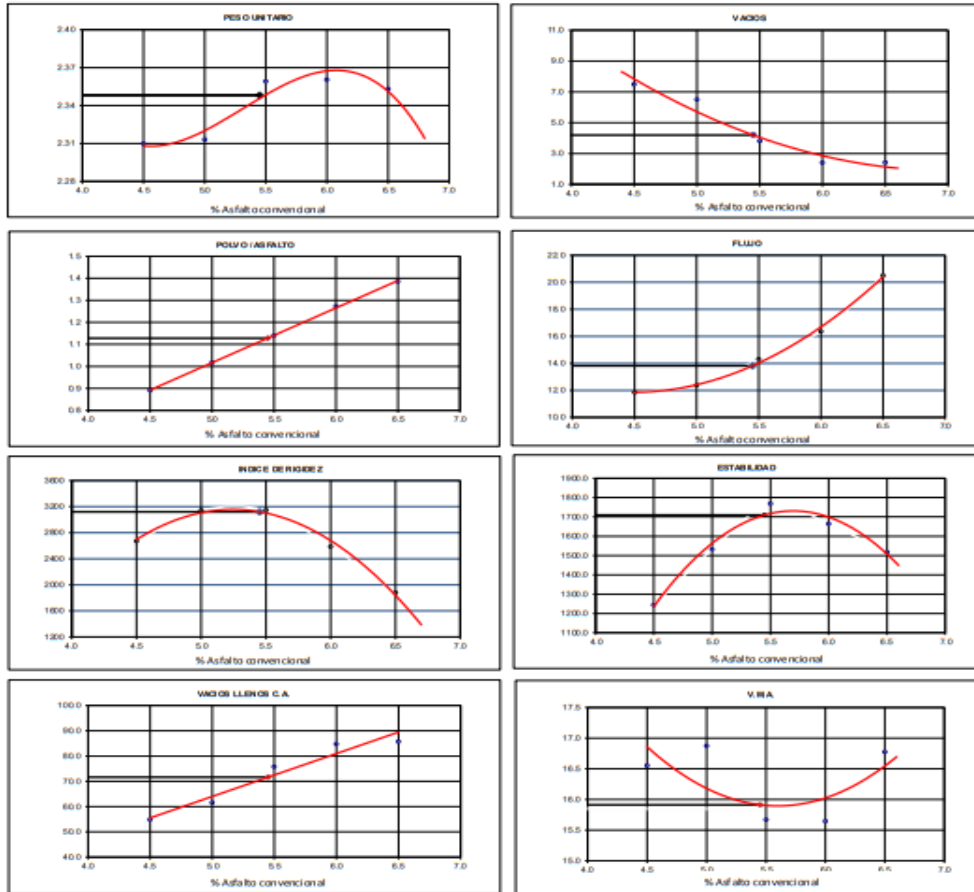 PESO UNITARIO
2.40
2.37
2.34
2.31
2.28
4.0 4.5 5.0 5.5 6.0 6.5 7.0
% Asfalto convencional
VACIOS
11.0
9.0
7.0
5.0
3.0
1.0
4.0 4.5 5.0 5.5 6.0 6.5 7.0
% Asfalto convencional
POLVO /ASFALTO
1.5
1.4
1.3
1.2
1.1
1.0
0.9
0.8
4.0 4.5 5.0 5.5 6.0 6.5 7.0
% Asfalto convencional
FLUJO
22.0
20.0
18.0
16.0
14.0
12.0
10.0
4.0 4.5 5.0 5.5 6.0 6.5 7.0
% Asfalto convencional
INDICE DE RIGIDEZ
3600
3200
2800
2400
2000
1600
1200
4.0 4.5 5.0 5.5 6.0 6.5 7.0
% Asfalto convencional
ESTABILIDAD
1900.0
1800.0
1700.0
1600.0
1500.0
1400.0
1300.0
1200.0
1100.0
4.0 4.5 5.0 5.5 6.0 6.5 7.0
% Asfalto convencional
VACIOS LLENOS C.A.
100.0
90.0
80.0
70.0
60.0
50.0
40.0
4.0 4.5 5.0 5.5 6.0 6.5 7.0
% Asfalto convencional
V.M.A.
17.5
17.0
16.5
16.0
15.5
15.0
4.0 4.5 5.0 6.5 7.0
% Asfalto convencional